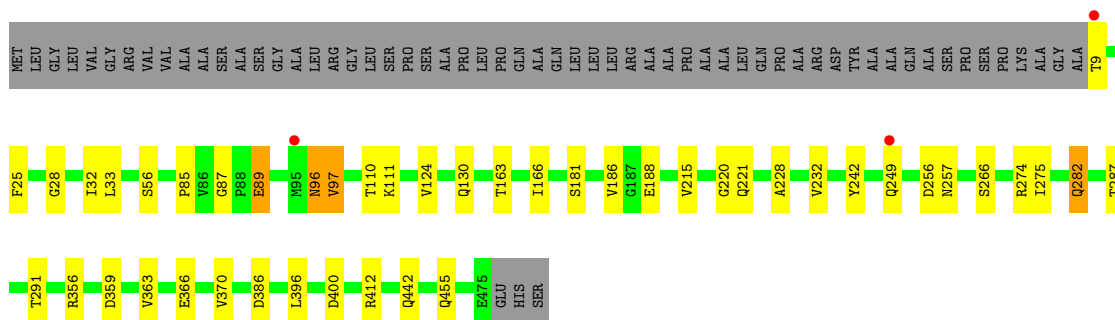 MET LEU GLY LEU VAL GLY ARG VAL VAL ALA ALA SER ALA SER GLY ALA LEU ARG GLY LEU SER PRO SER ALA PRO LEU PRO GLN ALA GLN LEU LEU LEU ARG ALA ALA PRO ALA ALA LEU GLN PRO ALA ARG ASP TYR ALA ALA GLN ALA SER PRO SER PRO LYS ALA GLY ALA T9
F25 G28 I32 L33 S56 P85 V86 G87 P88 E89 M95 N96 V97 T110 K111 V124 Q130 T163 I166 S181 V186 G187 E188 V215 G220 Q221 A228 V232 Y242 Q249 D256 N257 S266 R274 I275 Q282 T287
T291 R356 D359 V363 E366 V370 D386 L396 D400 R412 Q442 Q455 E475 GLU HIS SER